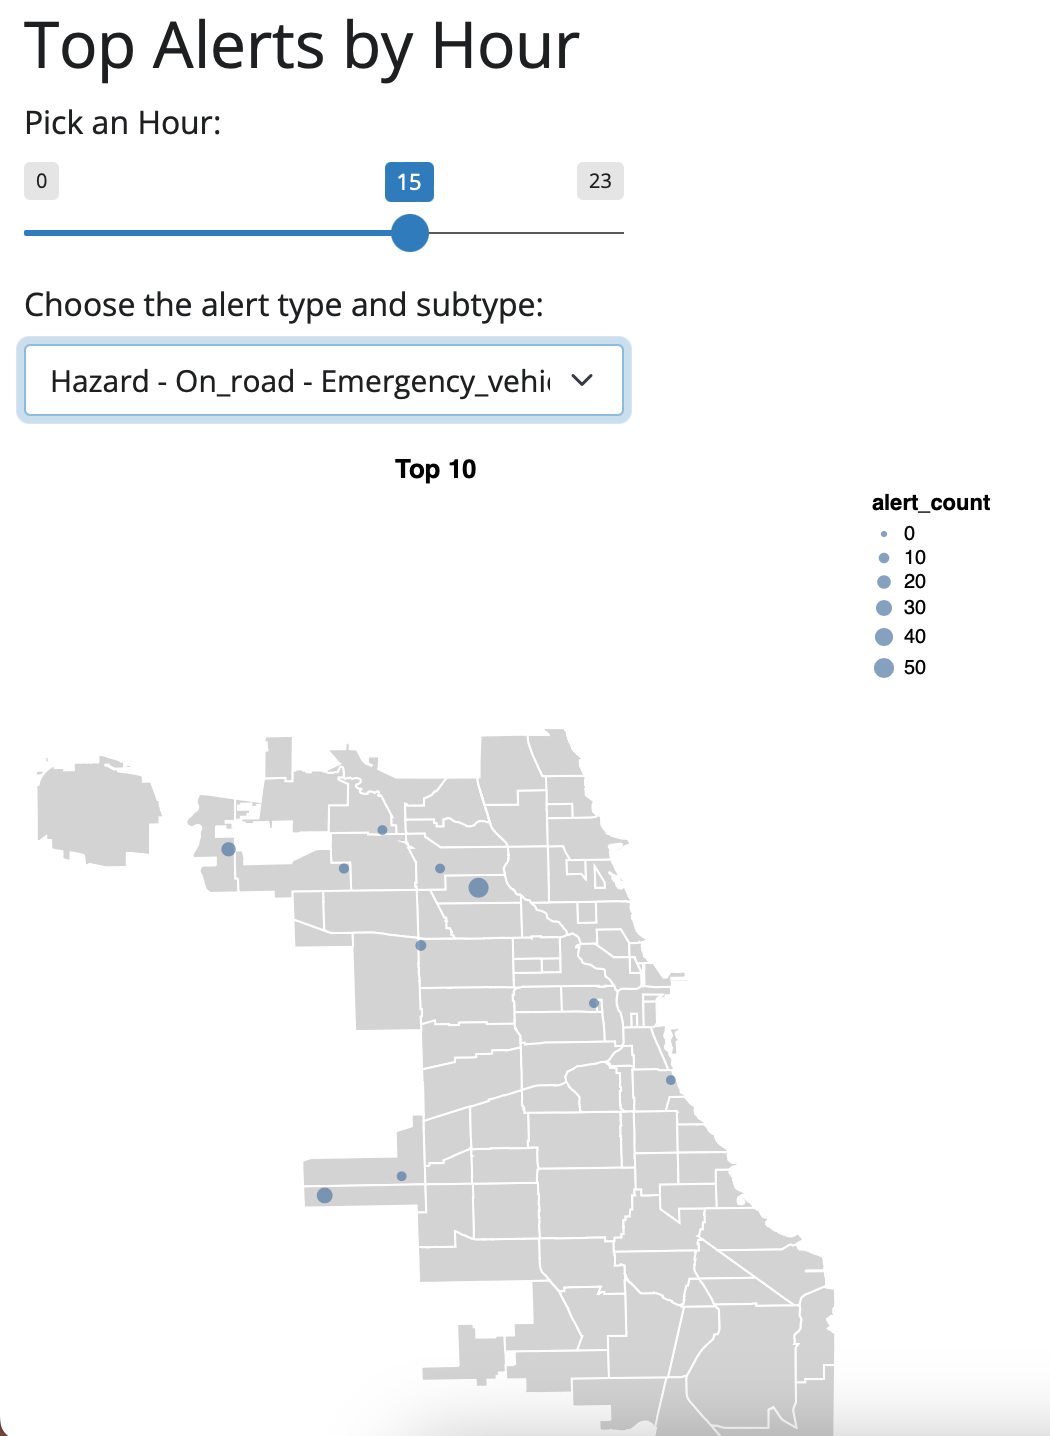 Top Alerts by Hour
Pick an Hour:
0 15 23
Choose the alert type and subtype:
Hazard - On_road - Emergency_vehi
Top 10
alert_count
0
10
20
30
40
50